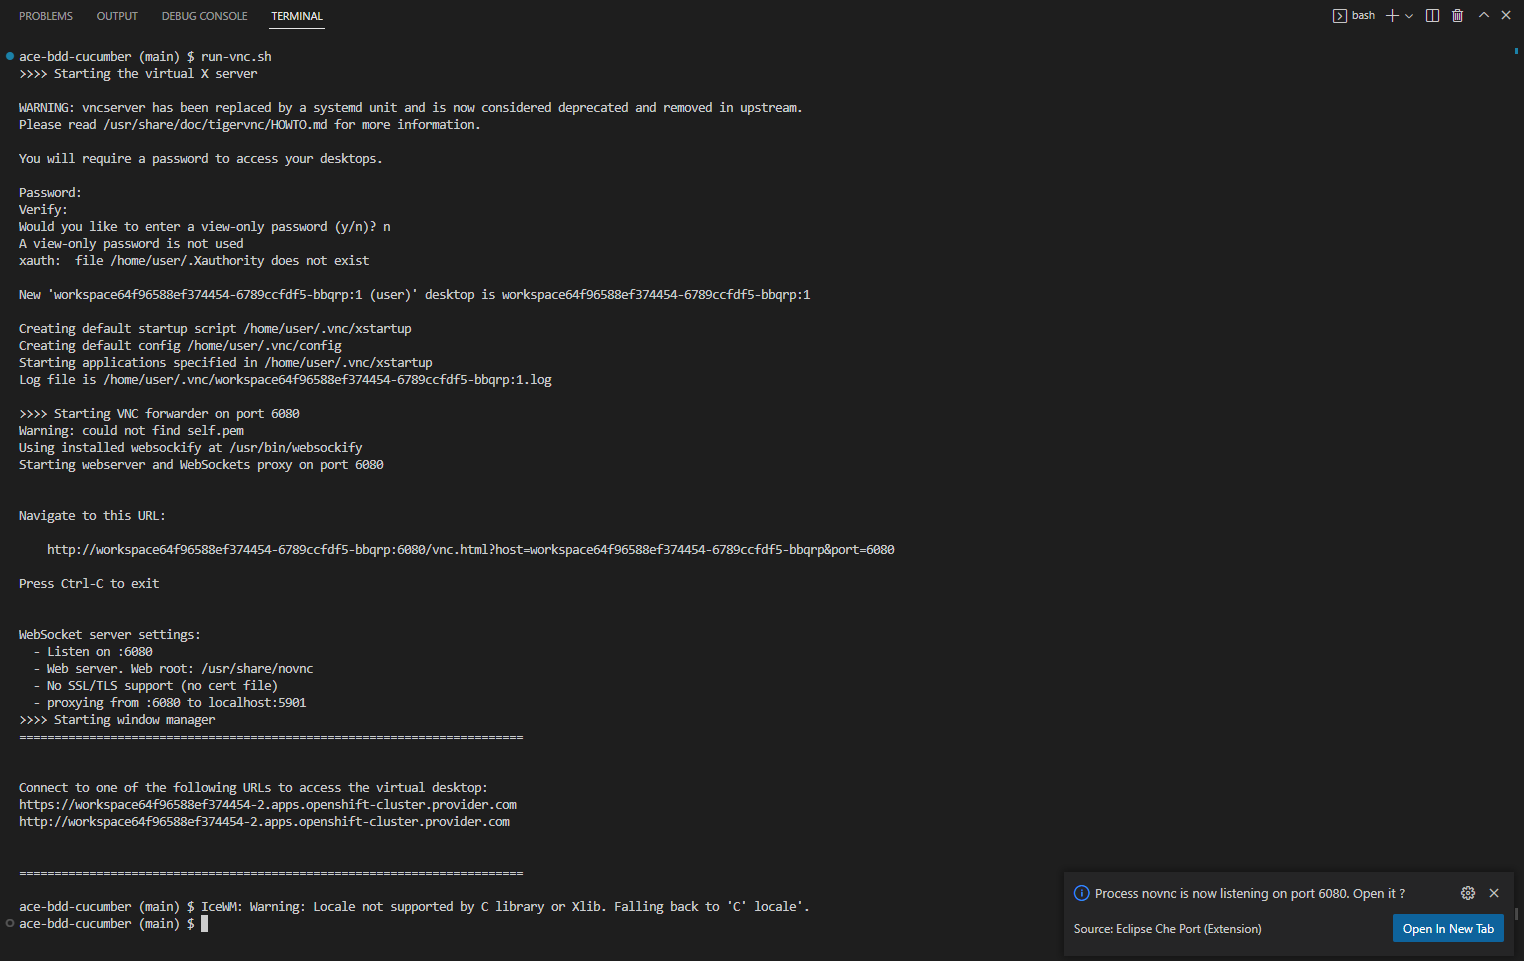 PROBLEMS OUTPUT DEBUG CONSOLE TERMINAL bash
ace-bdd-cucumber (main) $ run-vnc.sh
>>>> Starting the virtual X server
WARNING: vncserver has been replaced by a systemd unit and is now considered deprecated and removed in upstream.
Please read /usr/share/doc/tigervnc/HOWTO.md for more information.
You will require a password to access your desktops.
Password:
Verify:
Would you like to enter a view-only password (y/n)? n
A view-only password is not used
xauth:  file /home/user/.Xauthority does not exist
New 'workspace64f96588ef374454-6789ccfdf5-bbqrp:1 (user)' desktop is workspace64f96588ef374454-6789ccfdf5-bbqrp:1
Creating default startup script /home/user/.vnc/xstartup
Creating default config /home/user/.vnc/config
Starting applications specified in /home/user/.vnc/xstartup
Log file is /home/user/.vnc/workspace64f96588ef374454-6789ccfdf5-bbqrp:1.log
>>>> Starting VNC forwarder on port 6080
Warning: could not find self.pem
Using installed websockify at /usr/bin/websockify
Starting webserver and WebSockets proxy on port 6080
Navigate to this URL:
http://workspace64f96588ef374454-6789ccfdf5-bbqrp:6080/vnc.html?host=workspace64f96588ef374454-6789ccfdf5-bbqrp&port=6080
Press Ctrl-C to exit
WebSocket server settings:
- Listen on :6080
- Web server. Web root: /usr/share/novnc
- No SSL/TLS support (no cert file)
- proxying from :6080 to localhost:5901
>>>> Starting window manager
========================================================================
Connect to one of the following URLs to access the virtual desktop:
https://workspace64f96588ef374454-2.apps.openshift-cluster.provider.com
http://workspace64f96588ef374454-2.apps.openshift-cluster.provider.com
========================================================================
ace-bdd-cucumber (main) $ IceWM: Warning: Locale not supported by C library or Xlib. Falling back to 'C' locale'.
ace-bdd-cucumber (main) $
Process novnc is now listening on port 6080. Open it ?
Source: Eclipse Che Port (Extension)
Open In New Tab